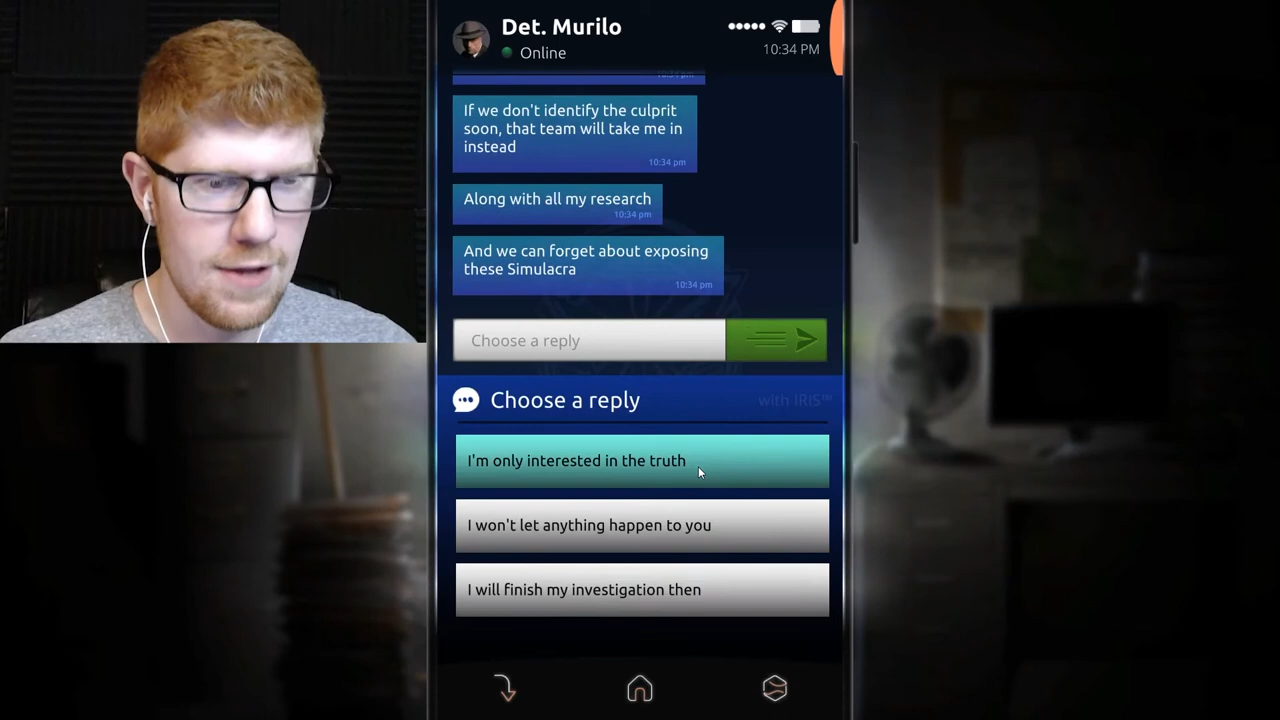 Det. Murilo
Online
10:34 PM
10:34 pm
If we don't identify the culprit
soon, that team will take me in
instead
10:34 pm
Along with all my research
10:34 pm
And we can forget about exposing
these Simulacra
10:34 pm
Choose a reply
Choose a reply
with IRIS™
I'm only interested in the truth
I won't let anything happen to you
I will finish my investigation then